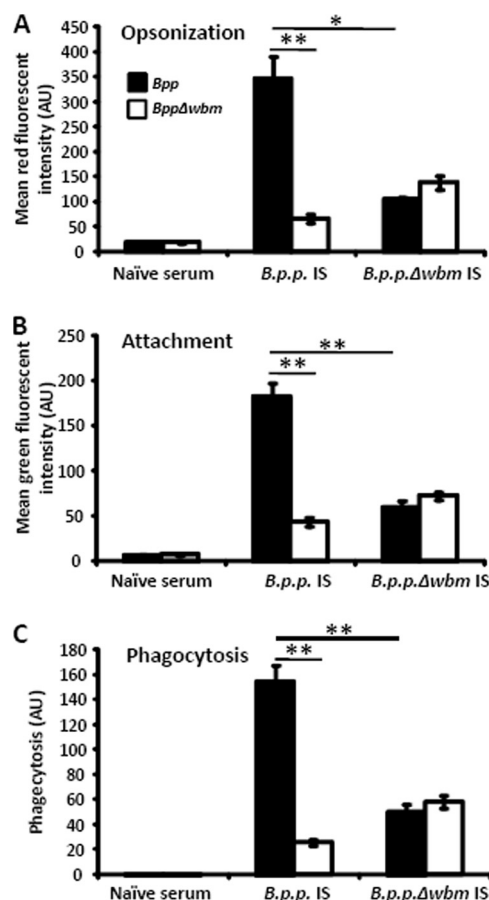 A
Opsonization
*
**
Bpp
BppΔwbm
Mean red fluorescent
intensity (AU)
450
400
350
300
250
200
150
100
50
0
Naïve serum
B.p.p. IS
B.p.p.Δwbm IS
B
Attachment
**
**
Mean green fluorescent
intensity (AU)
250
200
150
100
50
0
Naïve serum
B.p.p. IS
B.p.p.Δwbm IS
C
Phagocytosis
**
**
Phagecytosis (AU)
180
160
140
120
100
80
60
40
20
0
Naïve serum
B.p.p. IS
B.p.p.Δwbm IS